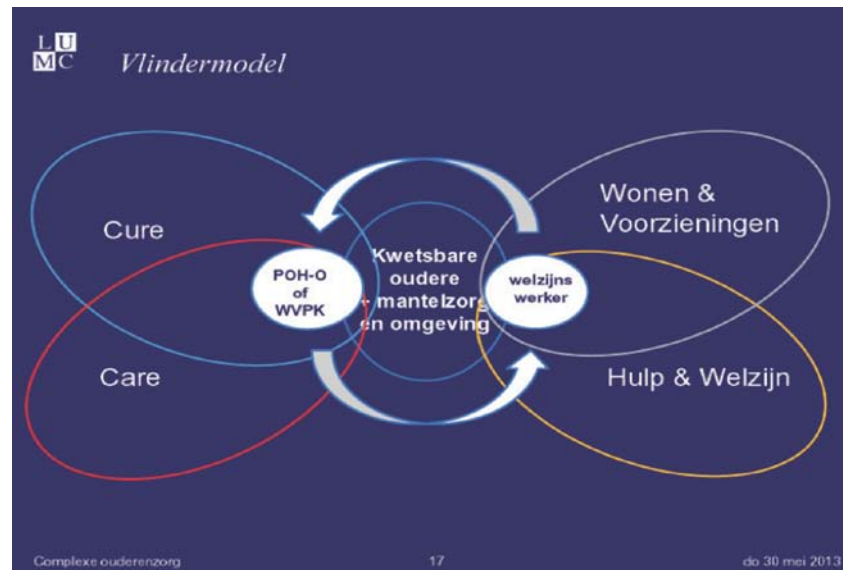 L U
M C
Vlindermodel
Cure
Wonen &
Voorzieningen
Kwetsbare
oudere
+ mantelzorg
en omgeving
POH-O
of
WVPK
welzijns
werker
Care
Hulp & Welzijn
Complexe ouderenzorg
17
do 30 mei 2013